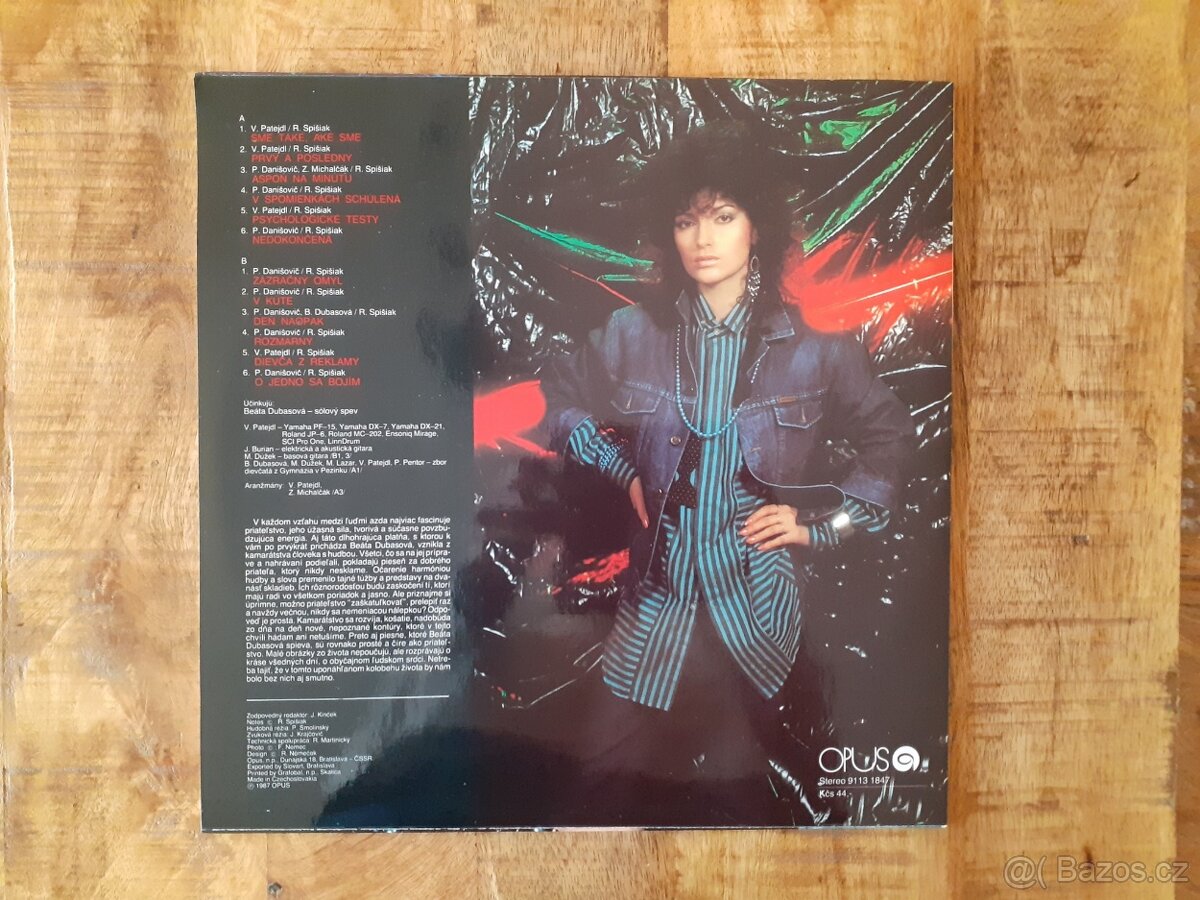 A
1. V. Patejdl / R. Spišiak
SME TAKÉ, AKÉ SME
2. V. Patejdl / R. Spišiak
PRVÝ A POSLEDNÝ
3. P. Danišovič, Z. Michalčák / R. Spišiak
ASPOŇ NA MINÚTU
4. P. Danišovič / R. Spišiak
V SPOMIENKACH SCHÚLENÁ
5. V. Patejdl / R. Spišiak
PSYCHOLOGICKÉ TESTY
6. P. Danišovič / R. Spišiak
NEDOKONČENÁ
B
1. P. Danišovič / R. Spišiak
ZÁZRAČNÝ OMYL
2. P. Danišovič / R. Spišiak
V KÚTE
3. P. Danišovič, B. Dubasová / R. Spišiak
DEŇ NAOPAK
4. P. Danišovič / R. Spišiak
ROZMARNÝ
5. V. Patejdl / R. Spišiak
DIEVČA Z REKLAMY
6. P. Danišovič / R. Spišiak
O JEDNO SA BOJÍM
Účinkujú:
Beáta Dubasová – sólový spev
V. Patejdl – Yamaha PF–15, Yamaha DX–7, Yamaha DX–21,
Roland JP–6, Roland MC–202, Ensoniq Mirage,
SCI Pro One, LinnDrum
J. Burian – elektrická a akustická gitara
M. Dužek – basová gitara /B1, 3/
B. Dubasová, M. Dužek, M. Lazar, V. Patejdl, P. Pentor – zbor
dievčatá z Gymnázia v Pezinku /A1/
Aranžmány: V. Patejdl,
Z. Michalčák /A3/
V každom vzťahu medzi ľuďmi azda najviac fascinuje
priateľstvo, jeho úžasná sila, tvorivá a súčasne povzbu-
dzujúca energia. Aj táto dlhohrajúca platňa, s ktorou k
vám po prvýkrát prichádza Beáta Dubasová, vznikla z
kamarátstva človeka s hudbou. Všetci, čo sa na jej prípra-
ve a nahrávaní podieľali, pokladajú pieseň za dobrého
priateľa, ktorý nikdy nesklame. Očarenie harmóniou
hudby a slova premenilo tajné túžby a predstavy na dva-
násť skladieb. Ich rôznorodosťou budú zaskočení tí, ktorí
majú radi vo všetkom poriadok a jasno. Ale priznajme si
úprimne, možno priateľstvo "zaškatuľkovať", prelepiť raz
a navždy večnou, nikdy sa nemeniacou nálepkou? Odpo-
veď je prostá. Kamarátstvo sa rozvíja, košatie, nadobúda
zo dňa na deň nové, nepoznané kontúry, ktoré v tejto
chvíli hádam ani netušíme. Preto aj piesne, ktoré Beáta
Dubasová spieva, sú rovnako prosté a číre ako priateľ-
stvo. Malé obrázky zo života nepoučujú, ale rozprávajú o
kráse všedných dní, o obyčajnom ľudskom srdci. Netre-
ba tajiť, že v tomto uponáhľanom kolobehu života by nám
bolo bez nich aj smutno.
Zodpovedný redaktor: J. Kinček
Notes © R. Spišiak
Hudobná réžia: P. Smolinský
Zvuková réžia: J. Krajčovič
Technická spolupráca: R. Martinický
Photo © F. Nemec
Design © R. Němeček
Opus, n.p., Dunajská 18, Bratislava – ČSSR
Exported by Slovart, Bratislava
Printed by Grafobal, n.p., Skalica
Made in Czechoslovakia
℗ 1987 OPUS
OPUS
Stereo 9113 1847
Kčs 44,-
@( Bazos.cz